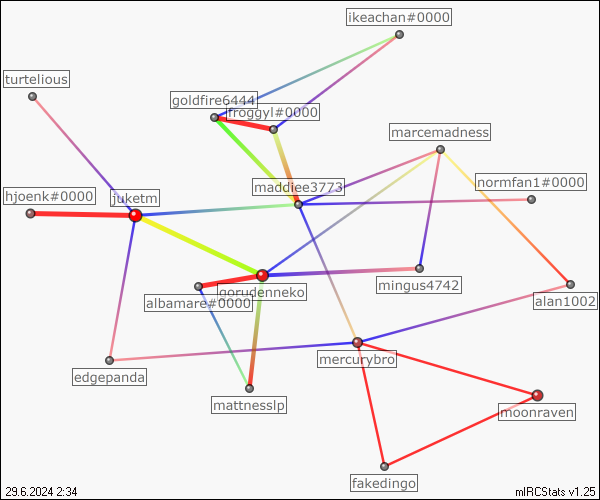 ikeachan#0000
turtelious
goldfire6444
froggyl#0000
marcemadness
maddiee3773
normfan1#0000
hjoenk#0000
juketm
mingus4742
gorudenneko
albamare#0000
alan1002
mercurybro
edgepanda
mattnesslp
moonraven
fakedingo
29.6.2024 2:34
mIRCStats v1.25